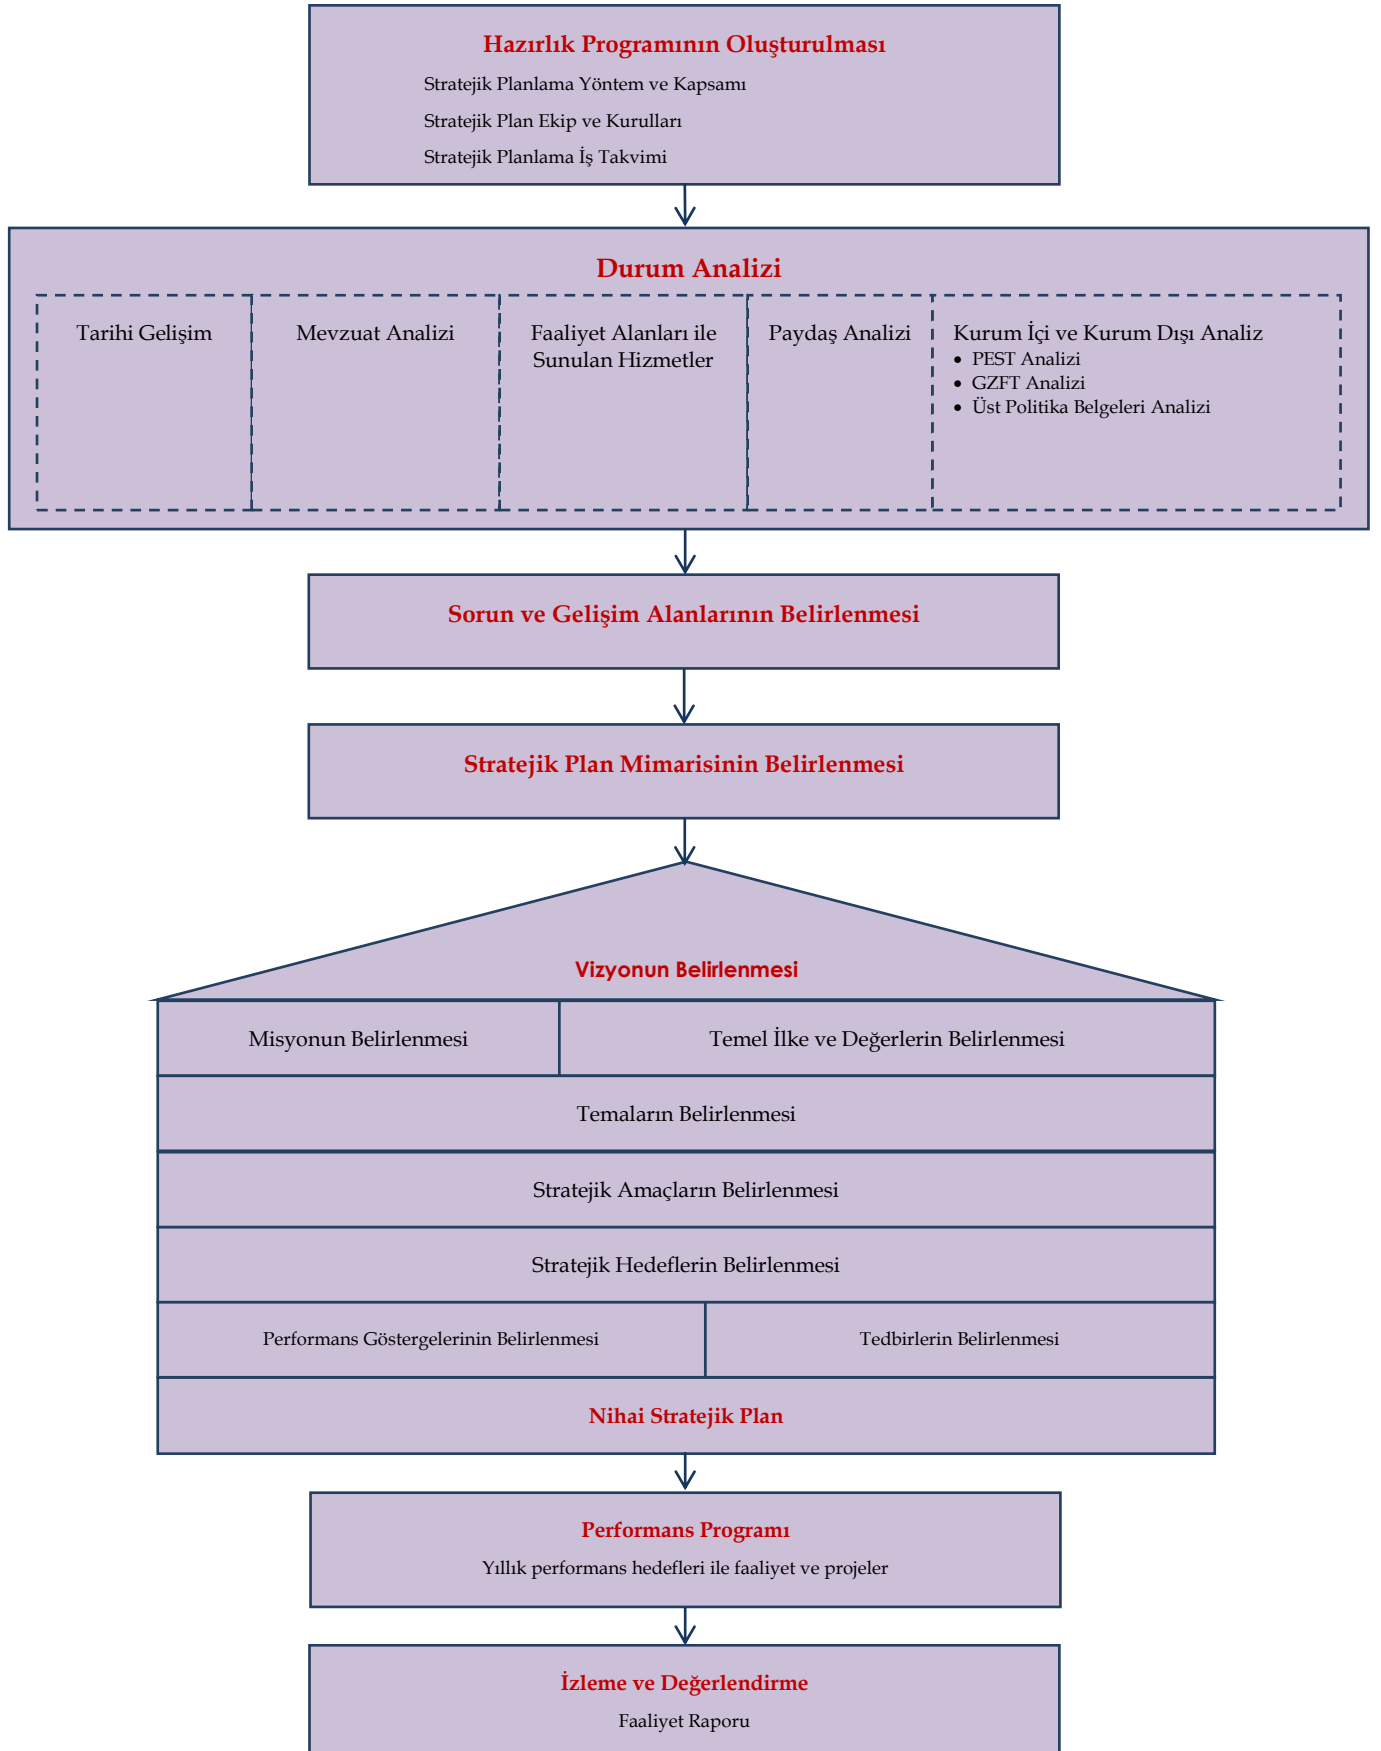 Hazırlık Programının Oluşturulması
Stratejik Planlama Yöntem ve Kapsamı
Stratejik Plan Ekip ve Kurulları
Stratejik Planlama İş Takvimi
Durum Analizi
Tarihi Gelişim
Mevzuat Analizi
Faaliyet Alanları ile
Sunulan Hizmetler
Paydaş Analizi
Kurum İçi ve Kurum Dışı Analiz
• PEST Analizi
• GZFT Analizi
• Üst Politika Belgeleri Analizi
Sorun ve Gelişim Alanlarının Belirlenmesi
Stratejik Plan Mimarisinin Belirlenmesi
Vizyonun Belirlenmesi
Misyonun Belirlenmesi
Temel İlke ve Değerlerin Belirlenmesi
Temaların Belirlenmesi
Stratejik Amaçların Belirlenmesi
Stratejik Hedeflerin Belirlenmesi
Performans Göstergelerinin Belirlenmesi
Tedbirlerin Belirlenmesi
Nihai Stratejik Plan
Performans Programı
Yıllık performans hedefleri ile faaliyet ve projeler
İzleme ve Değerlendirme
Faaliyet Raporu